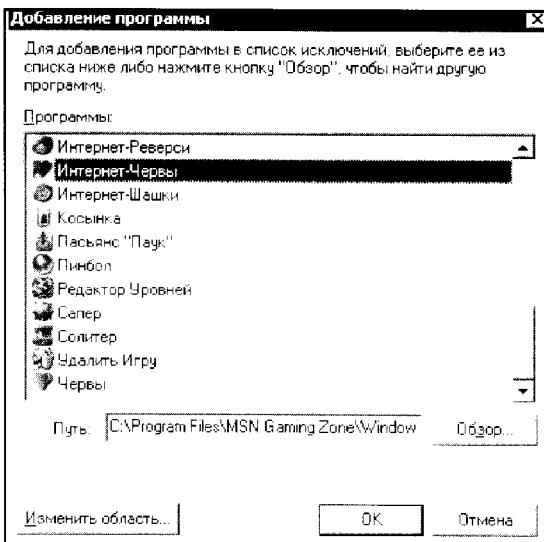 Добавление программы
Для добавления программы в список исключений, выберите ее из
списка ниже либо нажмите кнопку "Обзор", чтобы найти другую
программу.
Программы:
Интернет-Реверси
Интернет-Червы
Интернет-Шашки
Косынка
Пасьянс "Паук"
Пинбол
Редактор Уровней
Сапер
Солитер
Удалить Игру
Червы
Путь: C:\Program Files\MSN Gaming Zone\Window
Обзор...
Изменить область...
OK
Отмена